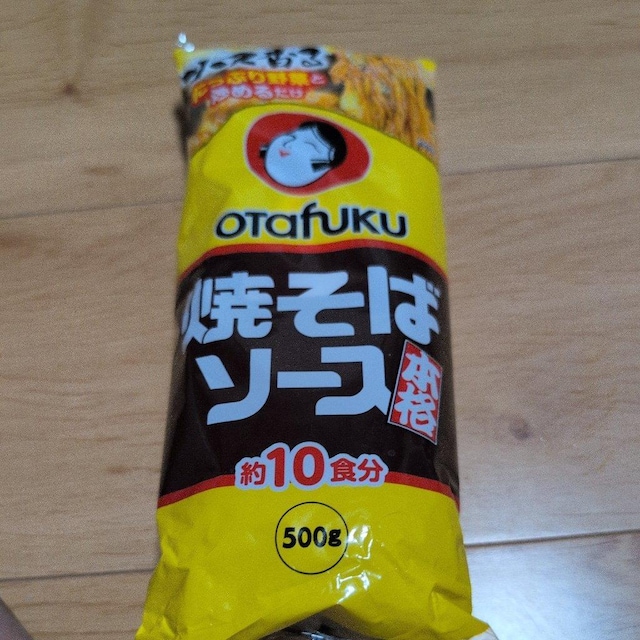 たっぷり野菜と
炒めるだけ
OTafuKu
焼そば
ソース
本格
約10食分
500g